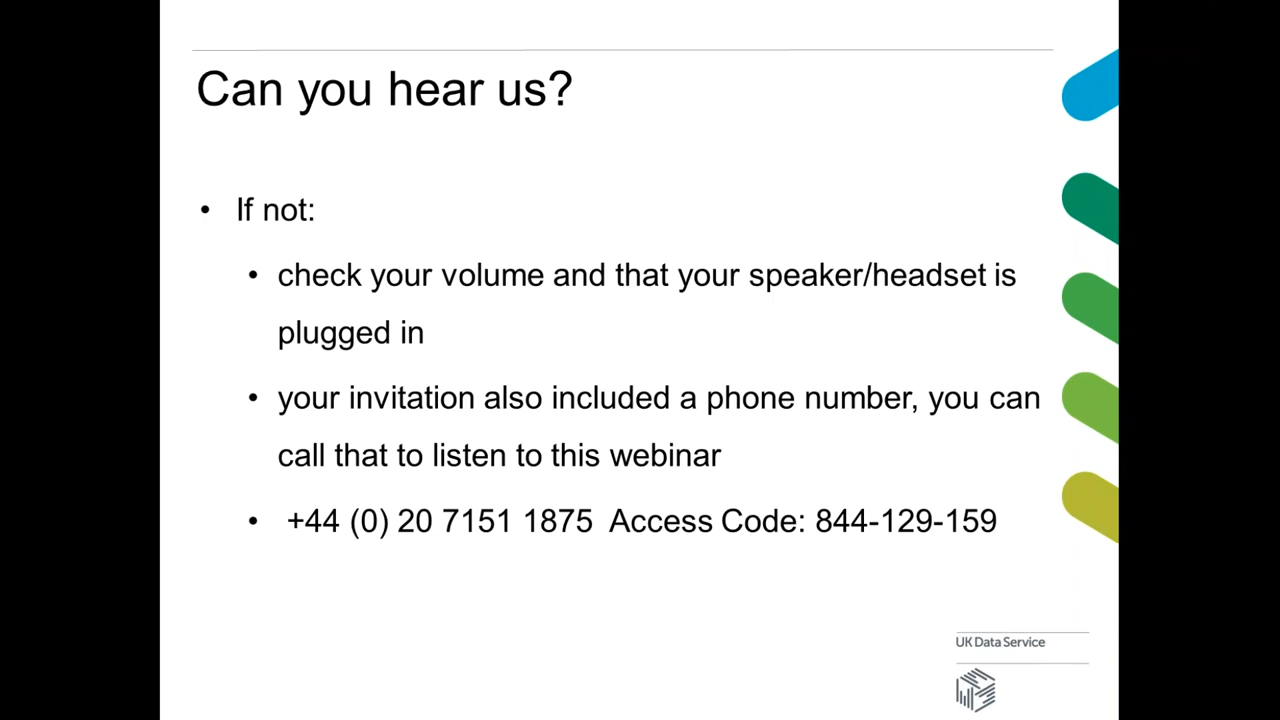 Can you hear us?
• If not:
• check your volume and that your speaker/headset is
plugged in
• your invitation also included a phone number, you can
call that to listen to this webinar
• +44 (0) 20 7151 1875 Access Code: 844-129-159
UK Data Service